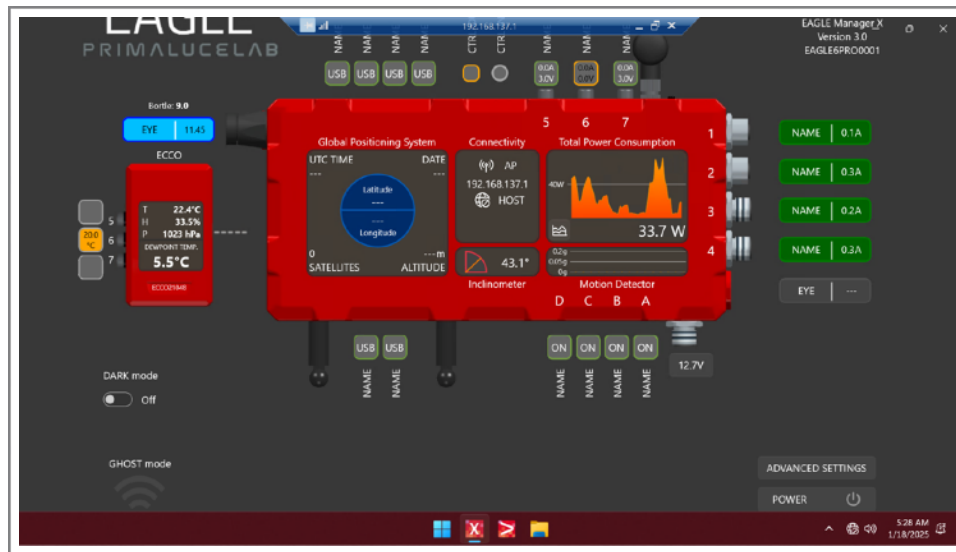 EAGLE
PRIMALUCELAB
192.168.137.1
EAGLE Manager X
Version 3.0
EAGLE6PRO0001
NAME NAME NAME NAME CTR CTR NAME NAME NAME
USB USB USB USB
0.0A 3.0V
0.0A 0.0V
0.0A 3.0V
Bortle: 9.0
EYE 11.45
ECCO
5 6 7
Global Positioning System
Connectivity
Total Power Consumption
UTC TIME DATE
--- ---
Latitude
---
---
Longitude
0 ---m
SATELLITES ALTITUDE
AP
192.168.137.1
HOST
40W
33.7 W
43.1°
Inclinometer
0.2g
0.05g
0g
Motion Detector
D C B A
1 NAME 0.1A
2 NAME 0.3A
3 NAME 0.2A
4 NAME 0.3A
EYE ---
5
6
7
20.0 °C
T 22.4°C
H 33.5%
P 1023 hPa
DEWPOINT TEMP.
5.5°C
USB USB
NAME NAME
ON ON ON ON
NAME NAME NAME NAME
12.7V
DARK mode
Off
GHOST mode
ADVANCED SETTINGS
POWER
X
5:28 AM
1/18/2025